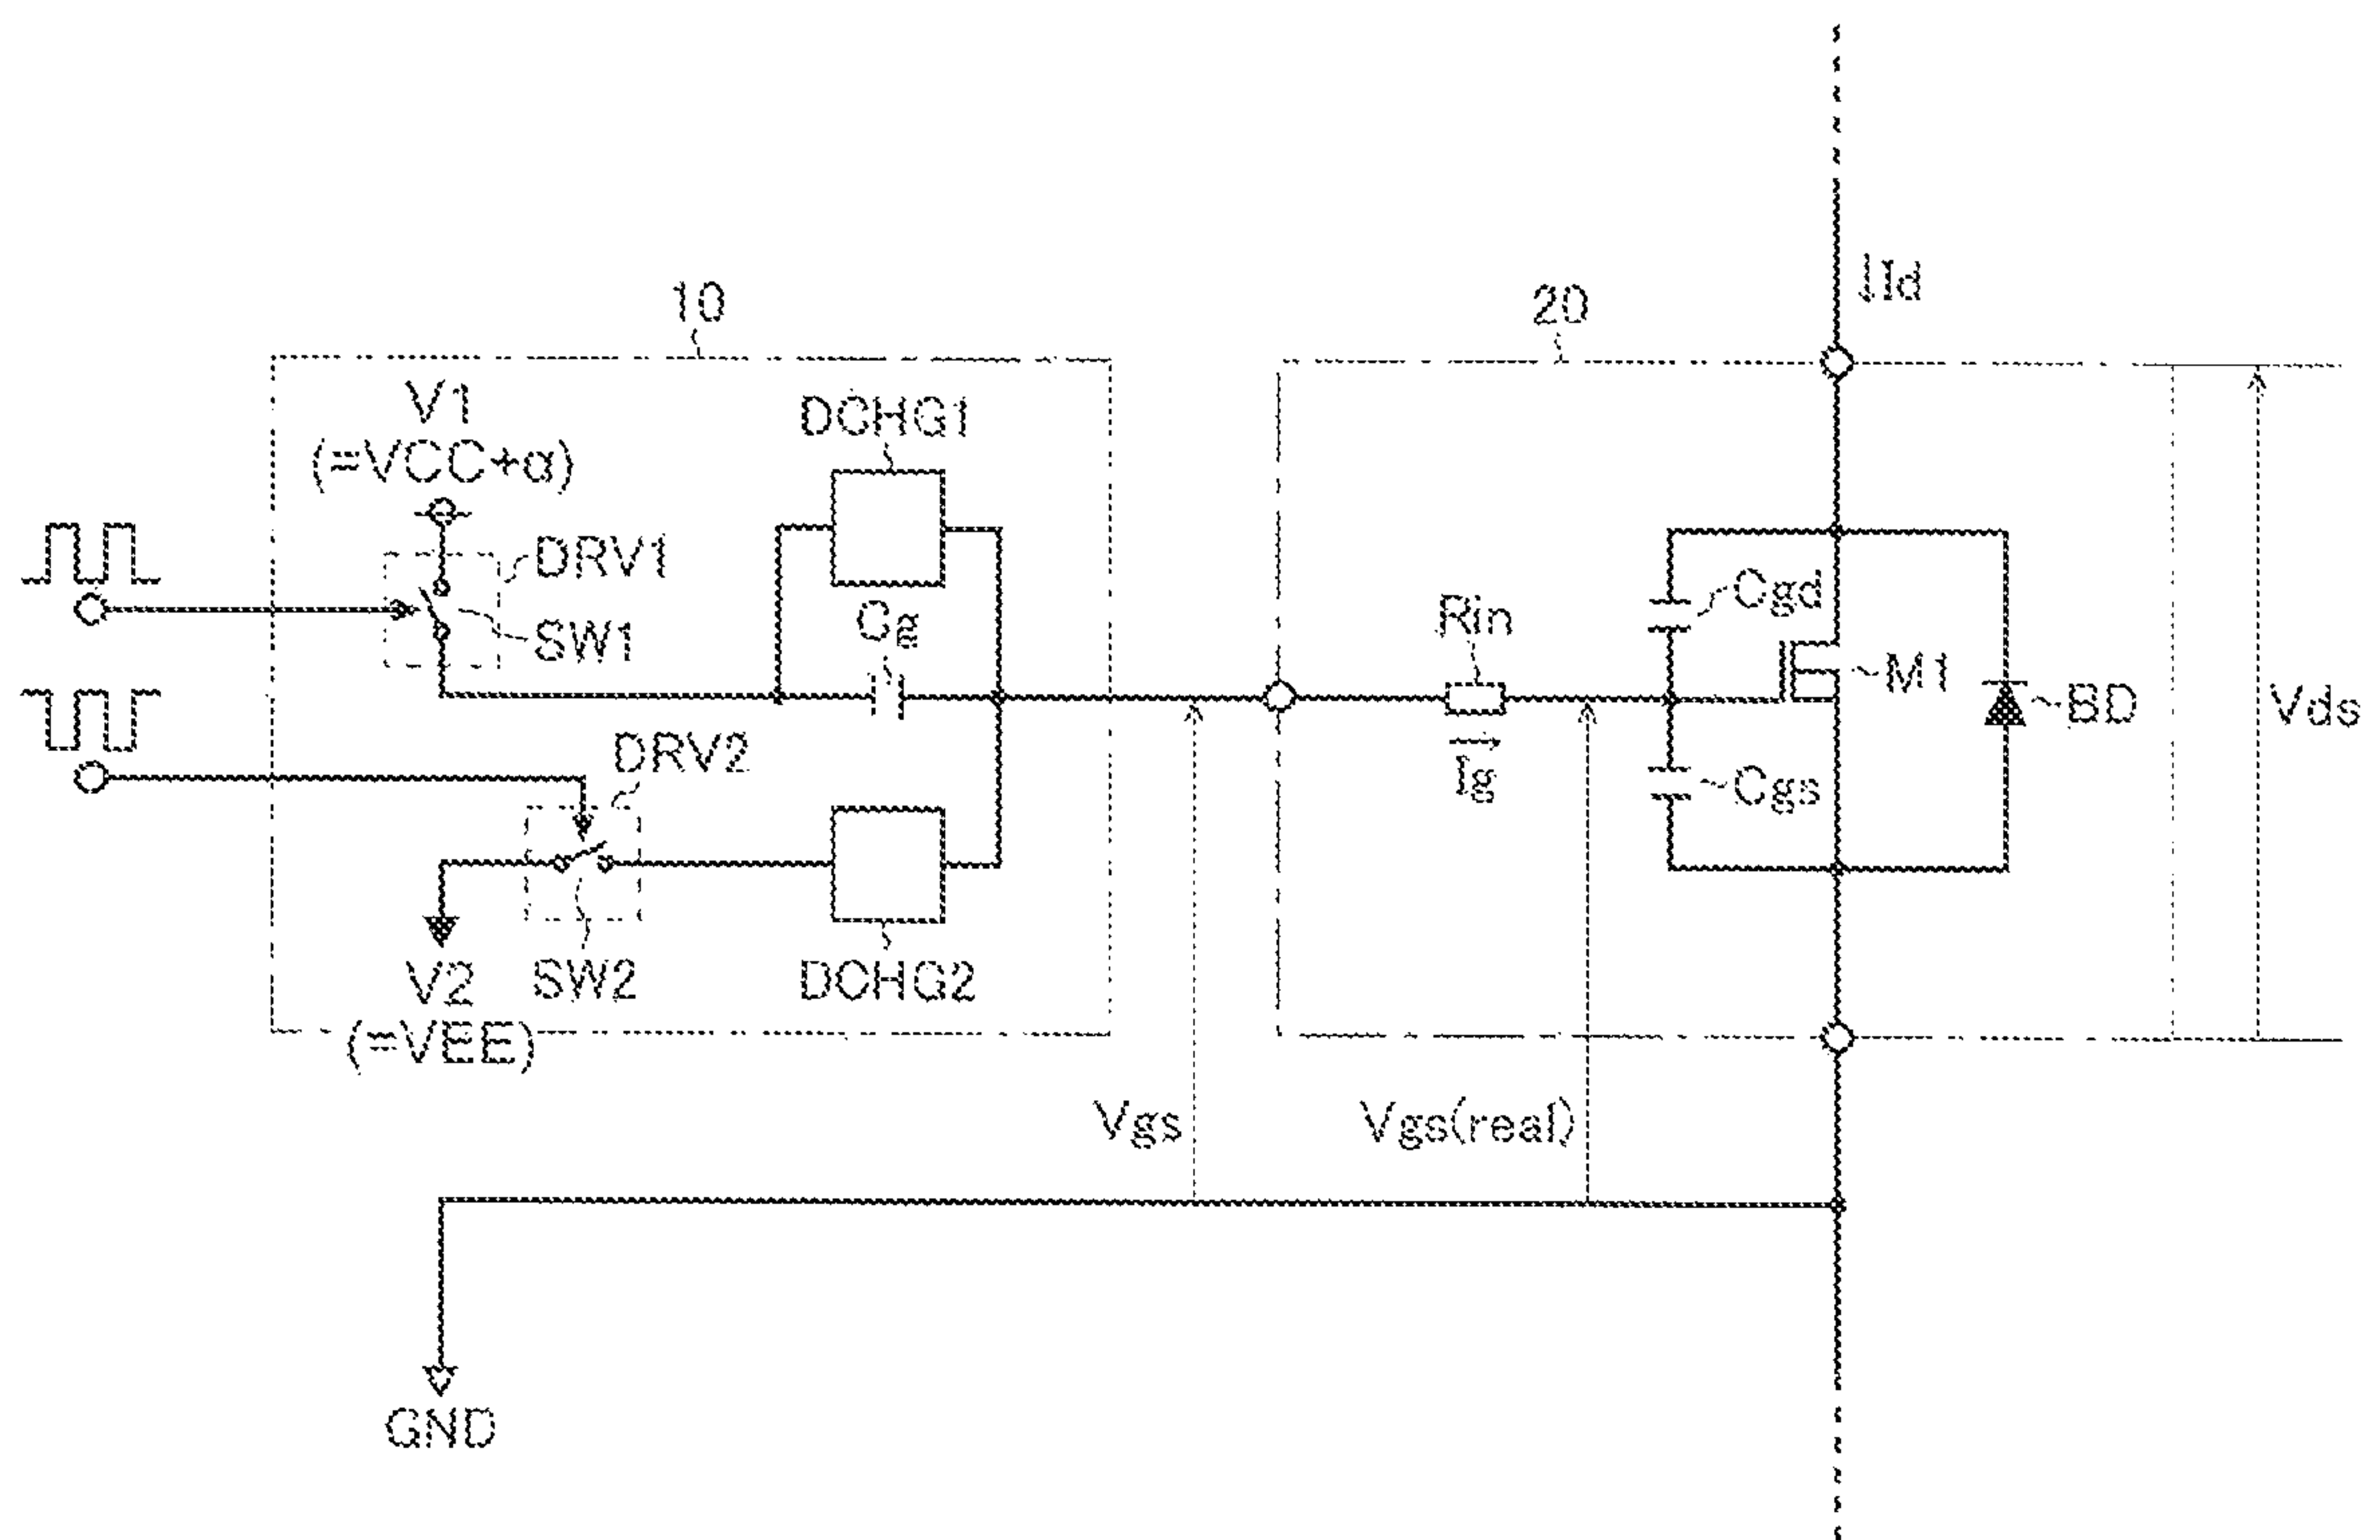 10
20
↓Id
V1
(=VCC+α)
DCHG1
DRV1
SW1
Ca
Rin
Cgd
M1
BD
Vds
DRV2
Ig
Cgs
V2
(=VEE)
SW2
DCHG2
Vgs
Vgs(real)
GND